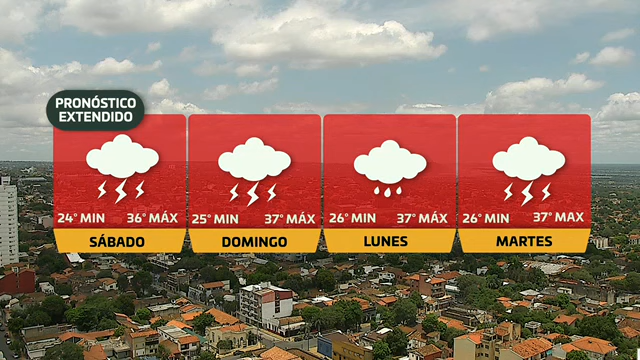 PRONÓSTICO
EXTENDIDO
24° MIN 36° MÁX
SÁBADO
25° MIN 37° MÁX
DOMINGO
26° MIN 37° MÁX
LUNES
26° MIN 37° MAX
MARTES